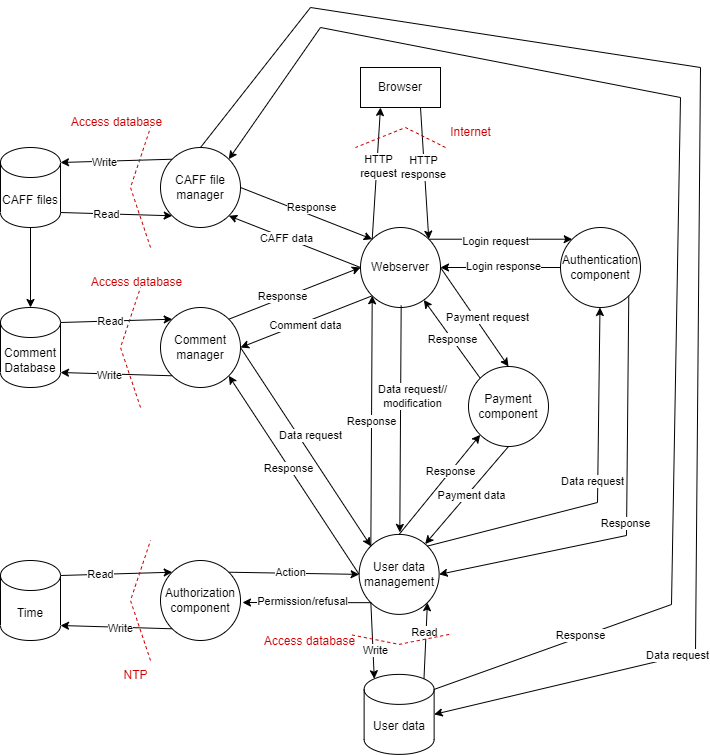 Browser
Access database
Internet
HTTP
request
HTTP
response
Write
CAFF file
manager
CAFF files
Read
Response
CAFF data
Login request
Authentication
component
Webserver
Login response
Access database
Response
Read
Comment data
Payment request
Comment
manager
Response
Comment
Database
Write
Data request//
modification
Payment
component
Response
Data request
Response
Response
Data request
Payment data
Response
User data
management
Read
Action
Authorization
component
Time
Permission/refusal
Write
Access database
Read
Response
Write
Data request
NTP
User data